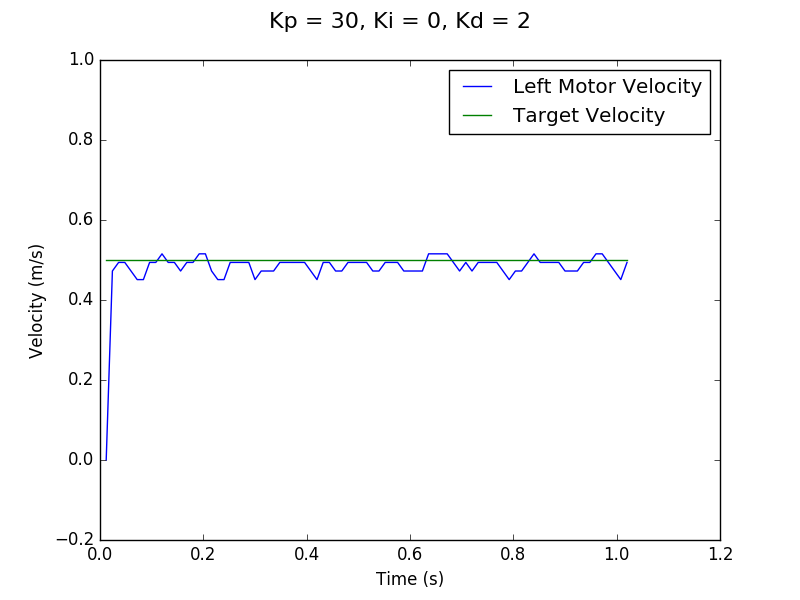 Kp = 30, Ki = 0, Kd = 2
Left Motor Velocity
Target Velocity
1.0
0.8
0.6
0.4
0.2
0.0
−0.2
Velocity (m/s)
0.0 0.2 0.4 0.6 0.8 1.0 1.2
Time (s)